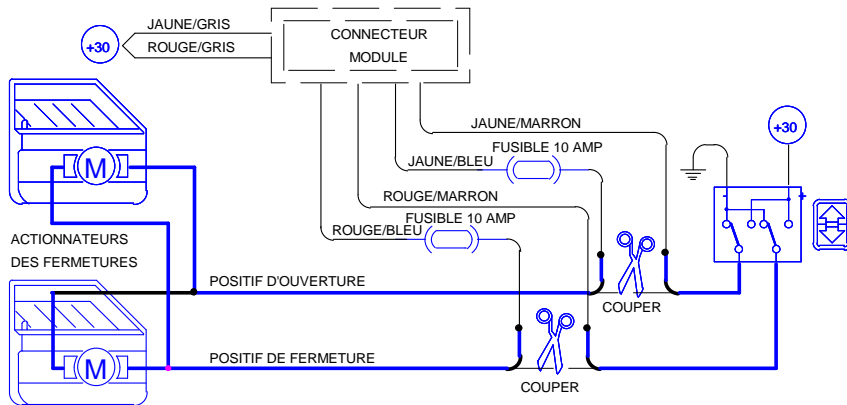 JAUNE/GRIS
ROUGE/GRIS
+30
CONNECTEUR
MODULE
JAUNE/MARRON
+30
FUSIBLE 10 AMP
JAUNE/BLEU
ROUGE/MARRON
FUSIBLE 10 AMP
ROUGE/BLEU
M
- +
ACTIONNATEURS
DES FERMETURES
POSITIF D'OUVERTURE
COUPER
POSITIF DE FERMETURE
M
COUPER